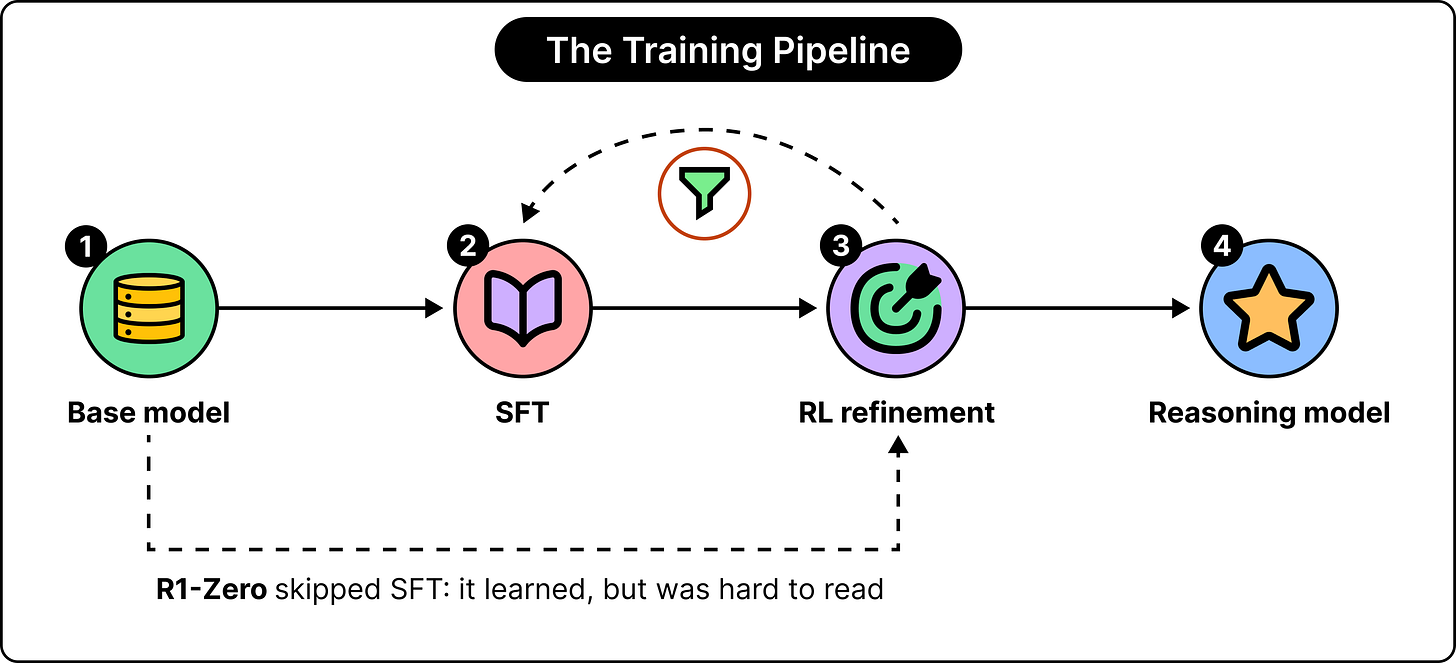 The Training Pipeline
1
2
3
4
Base model
SFT
RL refinement
Reasoning model
R1-Zero skipped SFT: it learned, but was hard to read